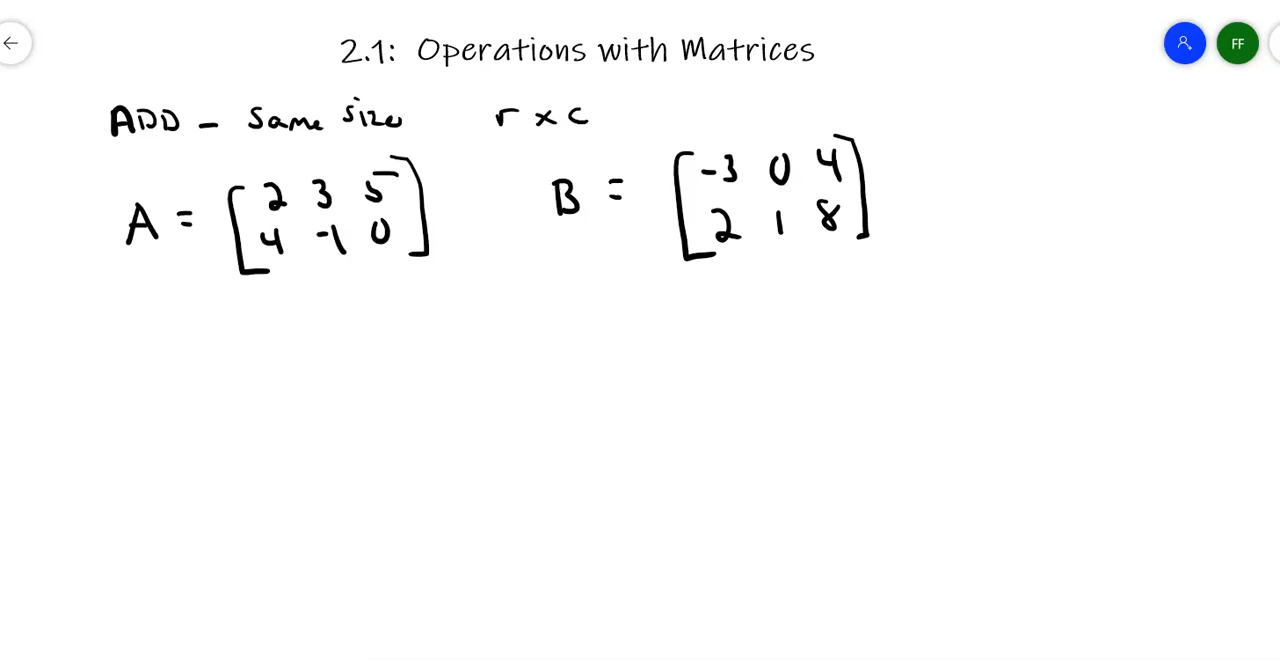 2.1: Operations with Matrices
FF
ADD - same size r x c
A = [2 3 5
4 -1 0]
B = [-3 0 4
2 1 8]